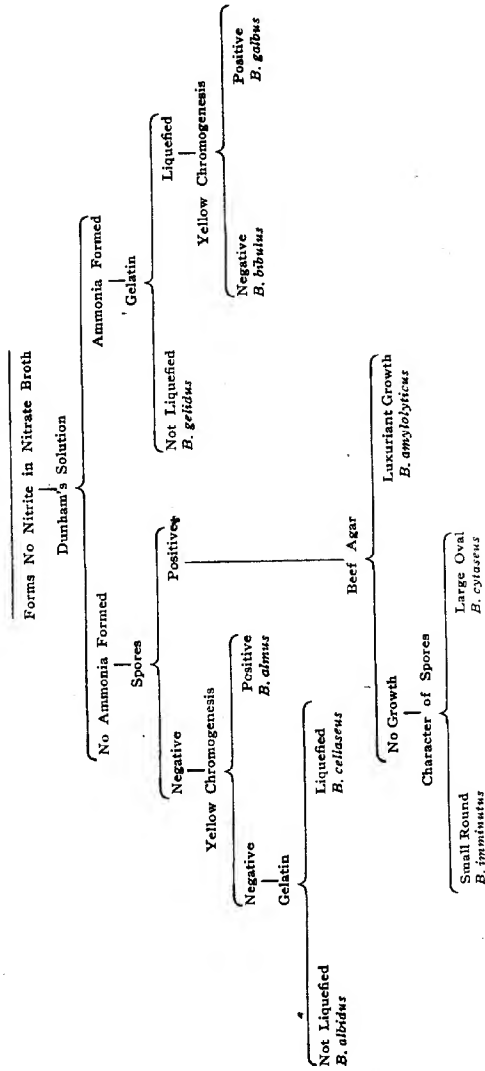 Forms No Nitrite in Nitrate Broth
Dunham's Solution
No Ammonia Formed
Ammonia Formed
Spores
Gelatin
Negative
Positive
Not Liquefied
B. gelidus
Liquefied
Yellow Chromogenesis
Yellow Chromogenesis
Negative
B. bibulus
Positive
B. galbus
Negative
Positive
B. almus
Gelatin
Beef Agar
Not Liquefied
B. albidus
Liquefied
B. cellaseus
No Growth
Luxuriant Growth
B. amylolyticus
Character of Spores
Small Round
B. imminutus
Large Oval
B. cytaseus